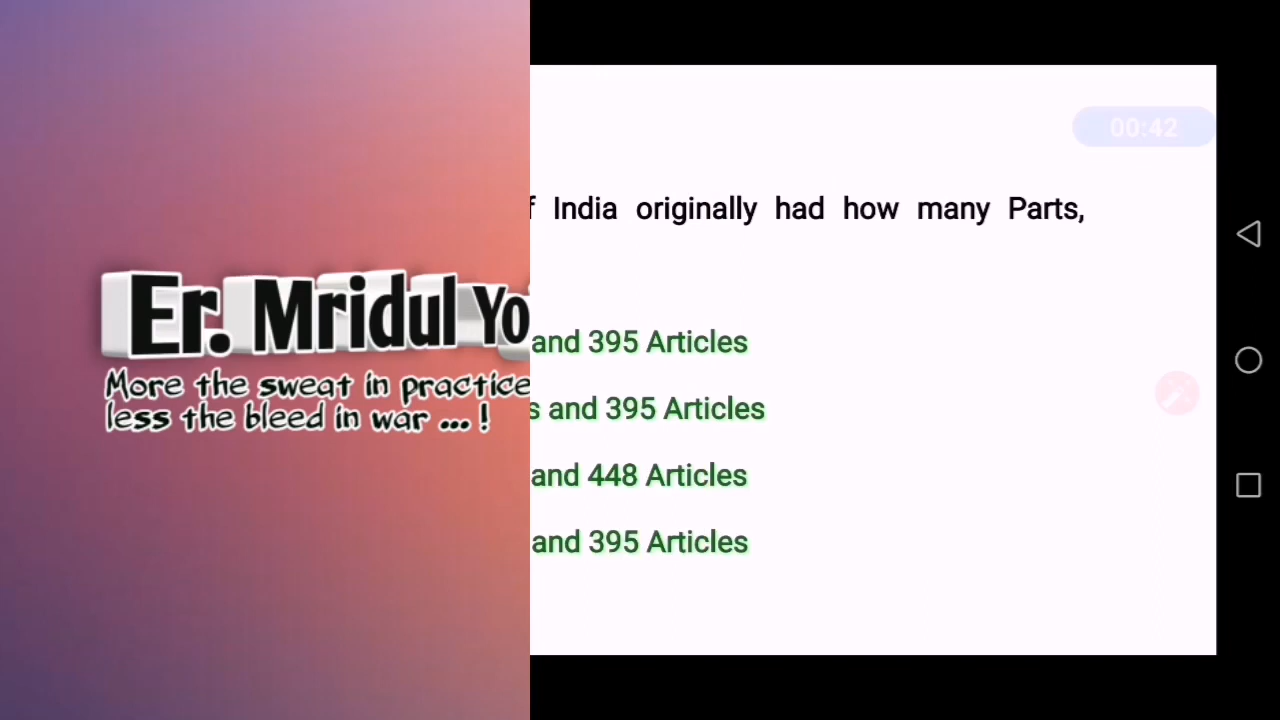 00:42
India originally had how many Parts,
and 395 Articles
and 395 Articles
and 448 Articles
and 395 Articles
Er. Mridul
More the sweat in practice
less the bleed in war ... !